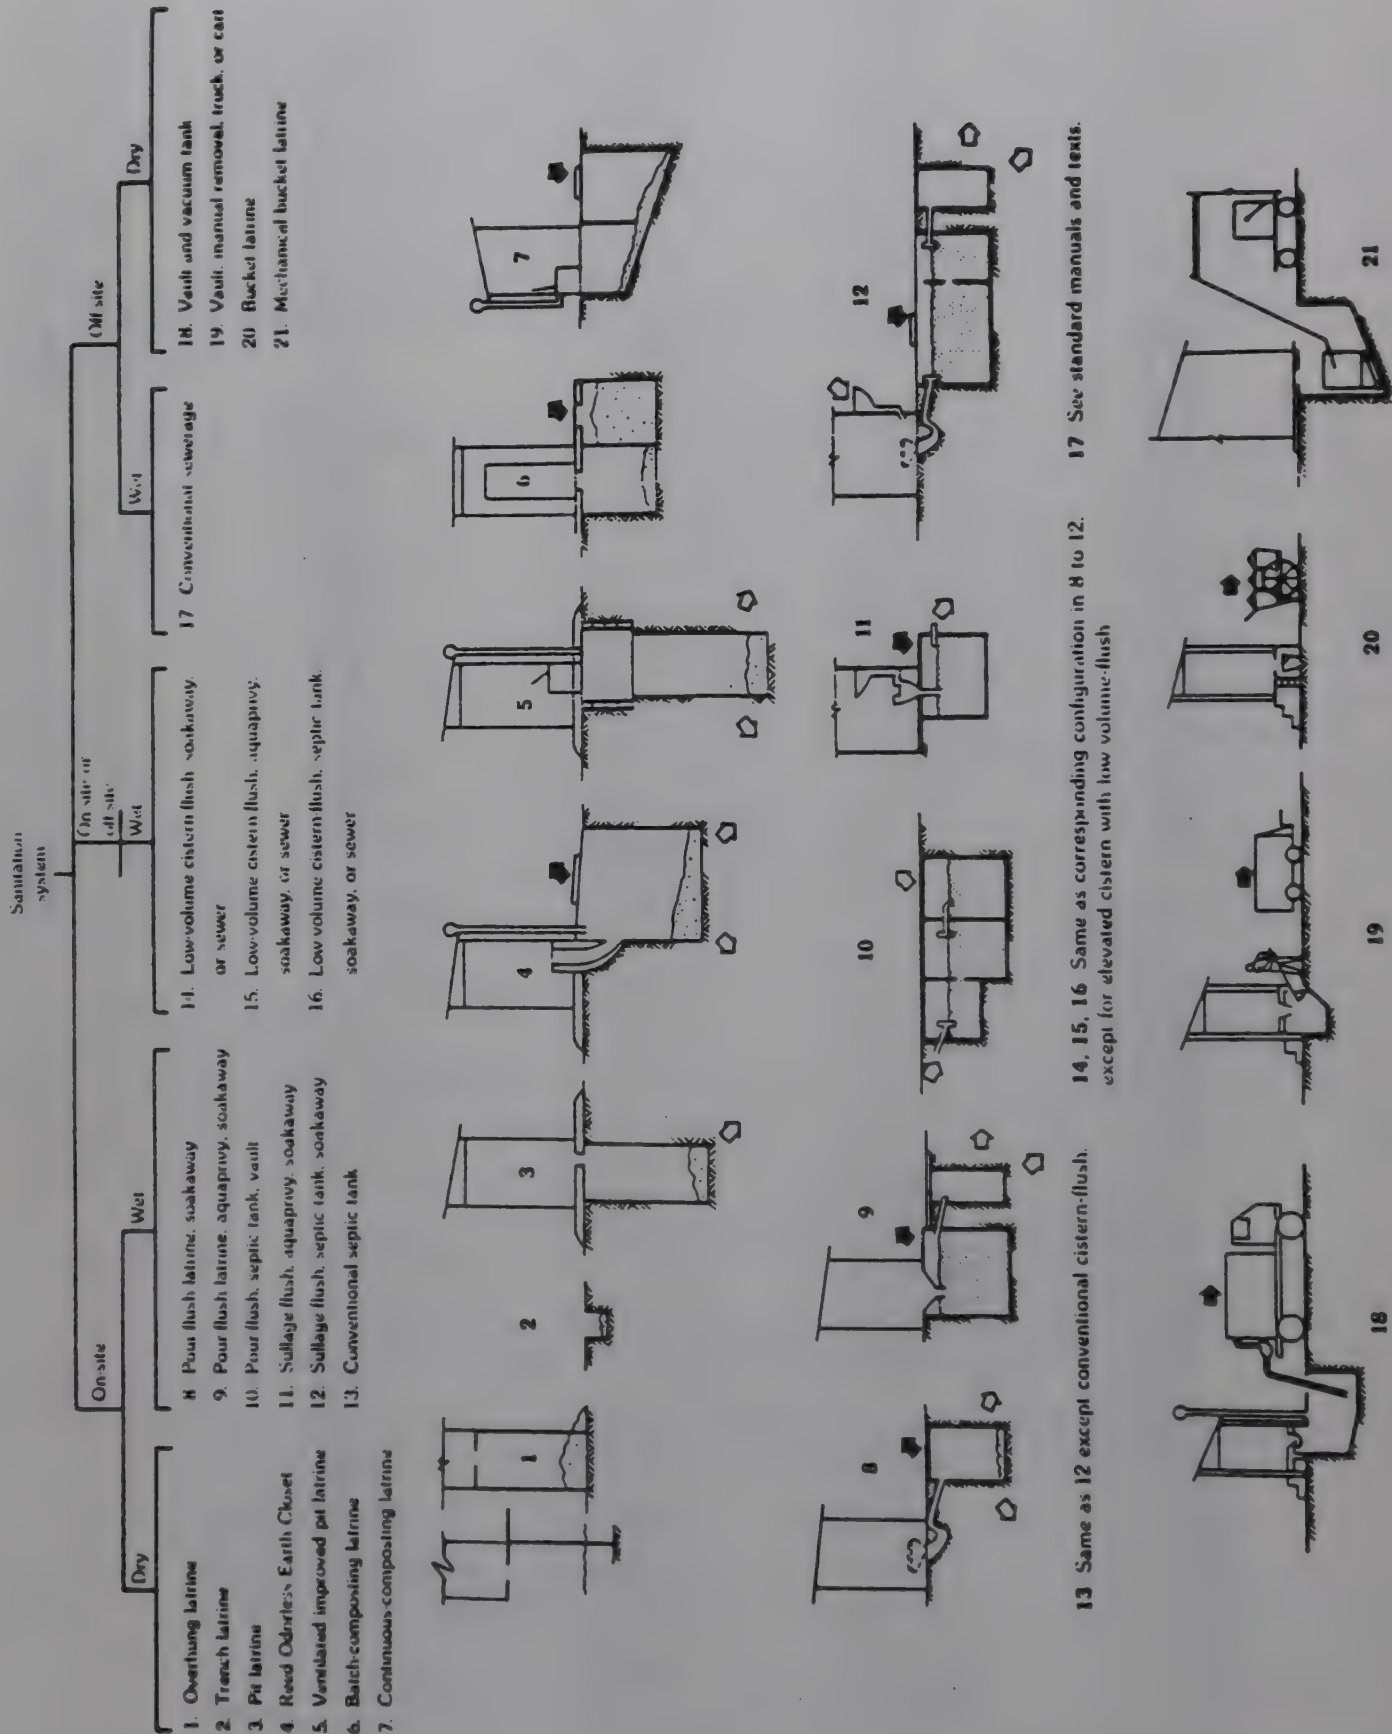 Sanitation
system
On-site
On-site or
off-site
Off-site
Dry
Wet
Wet
Wet
Dry
1. Overhung latrine
2. Trench latrine
3. Pit latrine
4. Reed Odorless Earth Closet
5. Ventilated improved pit latrine
6. Batch-composting latrine
7. Continuous-composting latrine
8 Pour flush latrine, soakaway
9. Pour flush latrine, aquaprivy, soakaway
10. Pour flush, septic tank, vault
11. Sullage flush, aquaprivy, soakaway
12. Sullage flush, septic tank, soakaway
13. Conventional septic tank
14. Low-volume cistern flush, soakaway,
or sewer
15. Low-volume cistern flush, aquaprivy,
soakaway, or sewer
16. Low volume cistern-flush, septic tank,
soakaway, or sewer
17 Conventional sewerage
18. Vault and vacuum tank
19. Vault, manual removal, truck, or cart
20 Bucket latrine
21. Mechanical bucket latrine
1
2
3
4
5
6
7
8
9
10
11
12
13 Same as 12 except conventional cistern-flush.
14, 15, 16 Same as corresponding configuration in 8 to 12.
except for elevated cistern with low volume-flush
17 See standard manuals and texts.
18
19
20
21